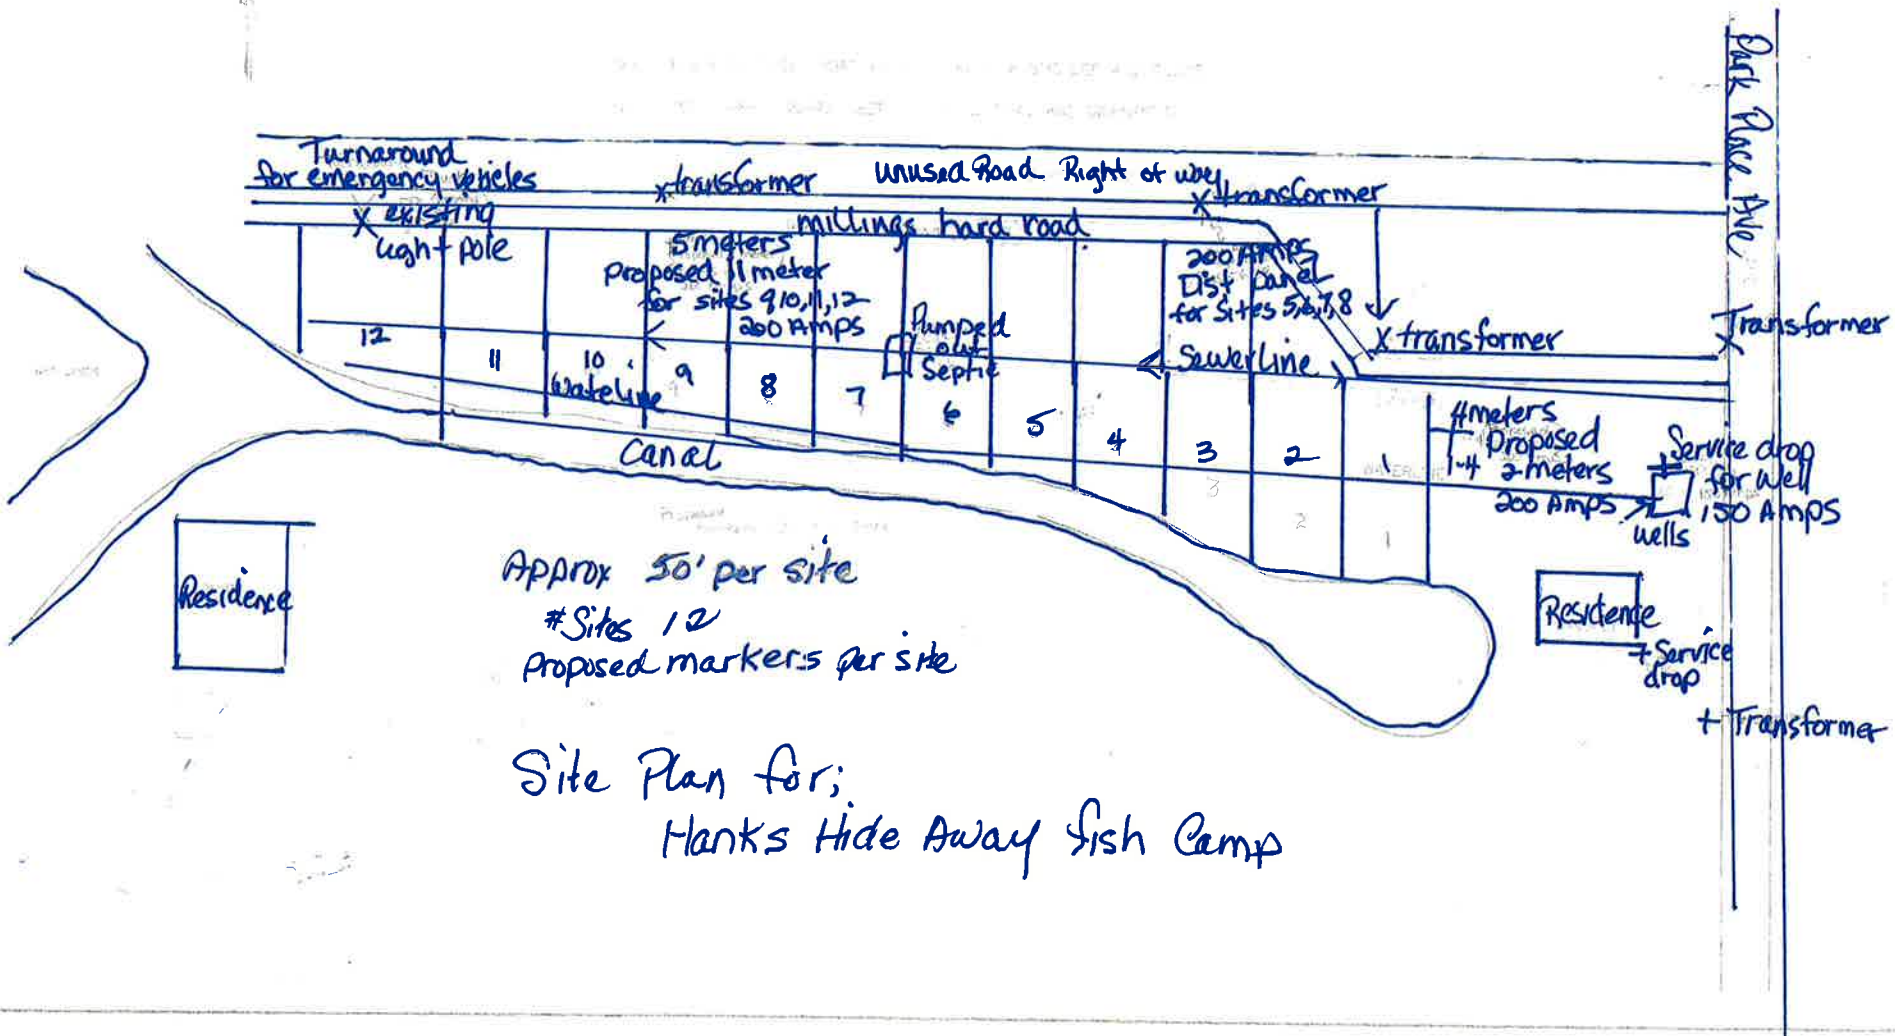 Park Place Ave
Turnaround
for emergency vehicles
x transformer
unused Road Right of way
x transformer
X existing
light pole
millings hard road
5 meters
proposed 1 meter
for sites 9,10,11,12
200 Amps
200 AMPS
Dist panel
for Sites 5,6,7,8
X transformer
Transformer
Pumped
out
Septic
Sewerline
12
11
10
9
8
7
6
5
4
3
2
1
Wateline
Canal
4 meters
Proposed
1-4 2-meters
200 Amps
Service drop
for well
150 Amps
wells
3
2
1
Residence
Approx 50' per site
#Sites 12
proposed markers per site
Residence
+ Service
drop
+ Transformer
Site Plan for;
Hanks Hide Away fish Camp